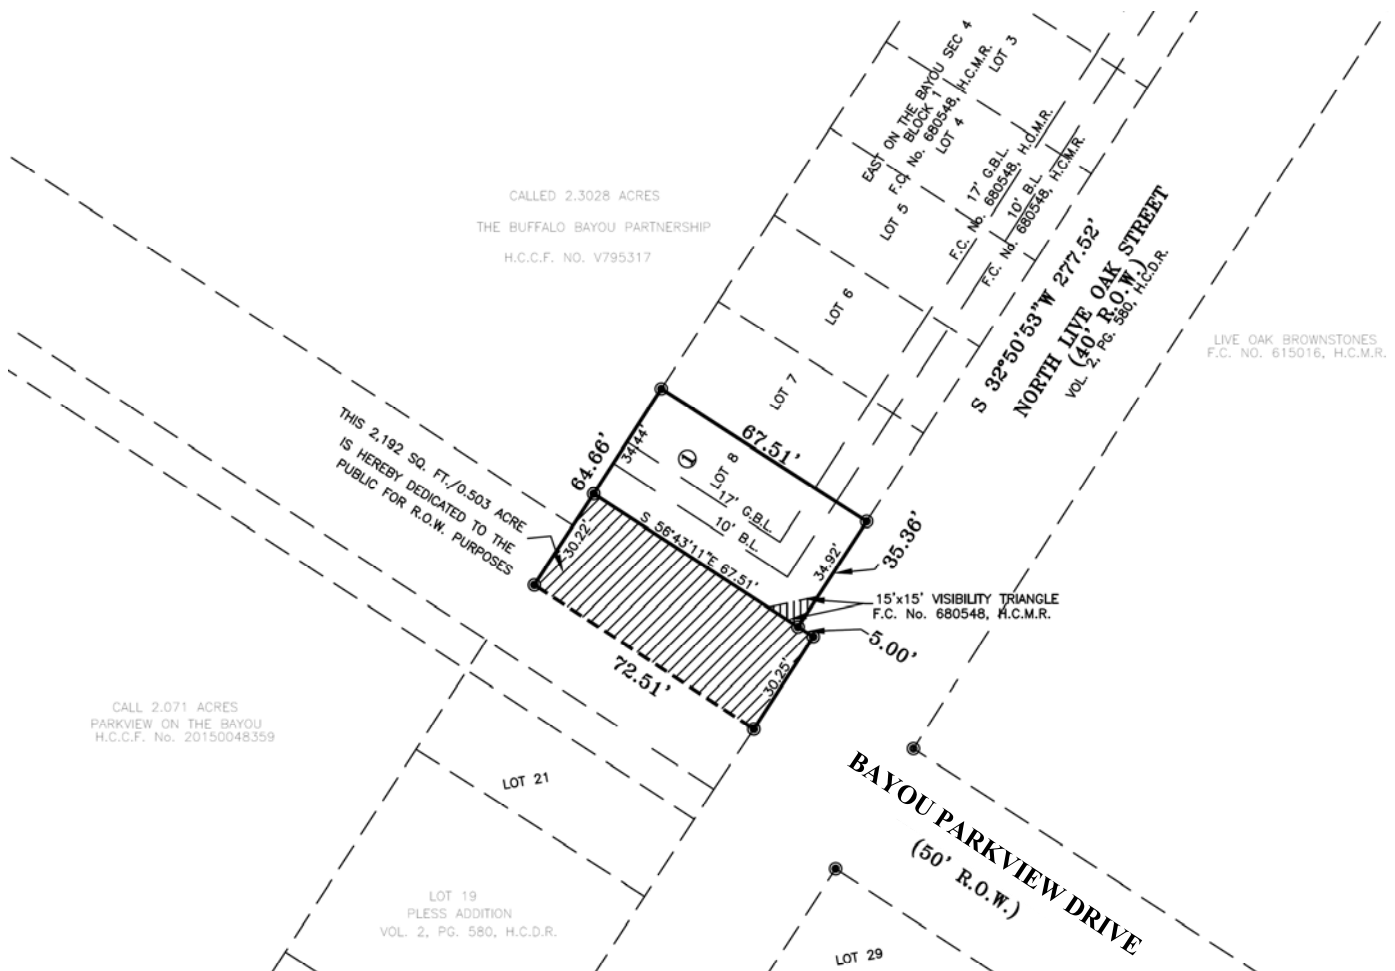 EAST ON THE BAYOU SEC 4
BLOCK 1
F.C. No. 680548, H.C.M.R.
LOT 3
LOT 4
LOT 5
LOT 6
LOT 7
17' G.B.L.
F.C. No. 680548, H.C.M.R.
10' B.L.
F.C. No. 680548, H.C.M.R.
S 32°50'53"W 277.52'
NORTH LIVE OAK STREET
(40' R.O.W.)
VOL. 2, PG. 580, H.C.D.R.
CALLED 2.3028 ACRES
THE BUFFALO BAYOU PARTNERSHIP
H.C.C.F. NO. V795317
LIVE OAK BROWNSTONES
F.C. NO. 615016, H.C.M.R.
THIS 2,192 SQ. FT./0.503 ACRE
IS HEREBY DEDICATED TO THE
PUBLIC FOR R.O.W. PURPOSES
64.66'
34.44'
1
LOT 8
67.51'
17' G.B.L.
10' B.L.
S 56°43'11"E 67.51'
30.22'
34.92'
35.36'
15'x15' VISIBILITY TRIANGLE
F.C. No. 680548, H.C.M.R.
5.00'
30.25'
72.51'
CALL 2.071 ACRES
PARKVIEW ON THE BAYOU
H.C.C.F. No. 20150048359
LOT 21
BAYOU PARKVIEW DRIVE
(50' R.O.W.)
LOT 19
PLESS ADDITION
VOL. 2, PG. 580, H.C.D.R.
LOT 29